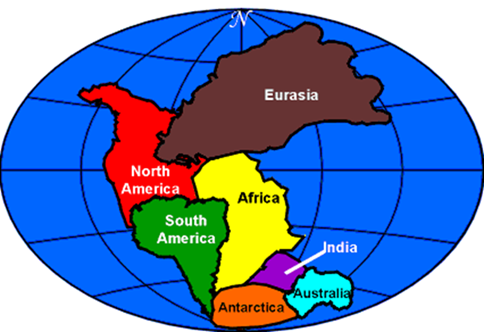 N
Eurasia
North
America
Africa
South
America
India
Australia
Antarctica